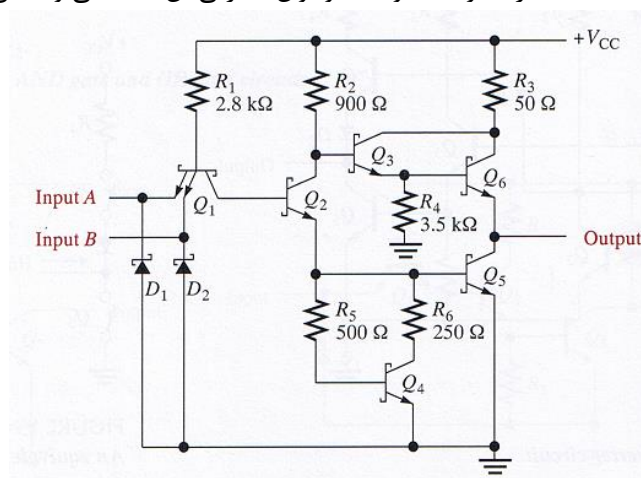 +V_CC
R₁
2.8 kΩ
R₂
900 Ω
R₃
50 Ω
Q₃
Q₆
Input A
Q₁
Q₂
R₄
3.5 kΩ
Input B
Output
D₁
D₂
Q₅
R₅
500 Ω
R₆
250 Ω
Q₄